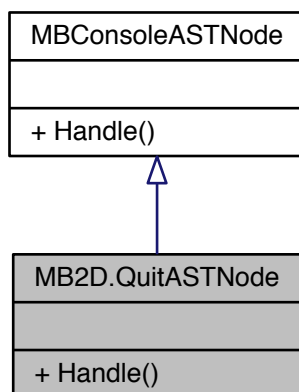 MBConsoleASTNode
+ Handle()
MB2D.QuitASTNode
+ Handle()